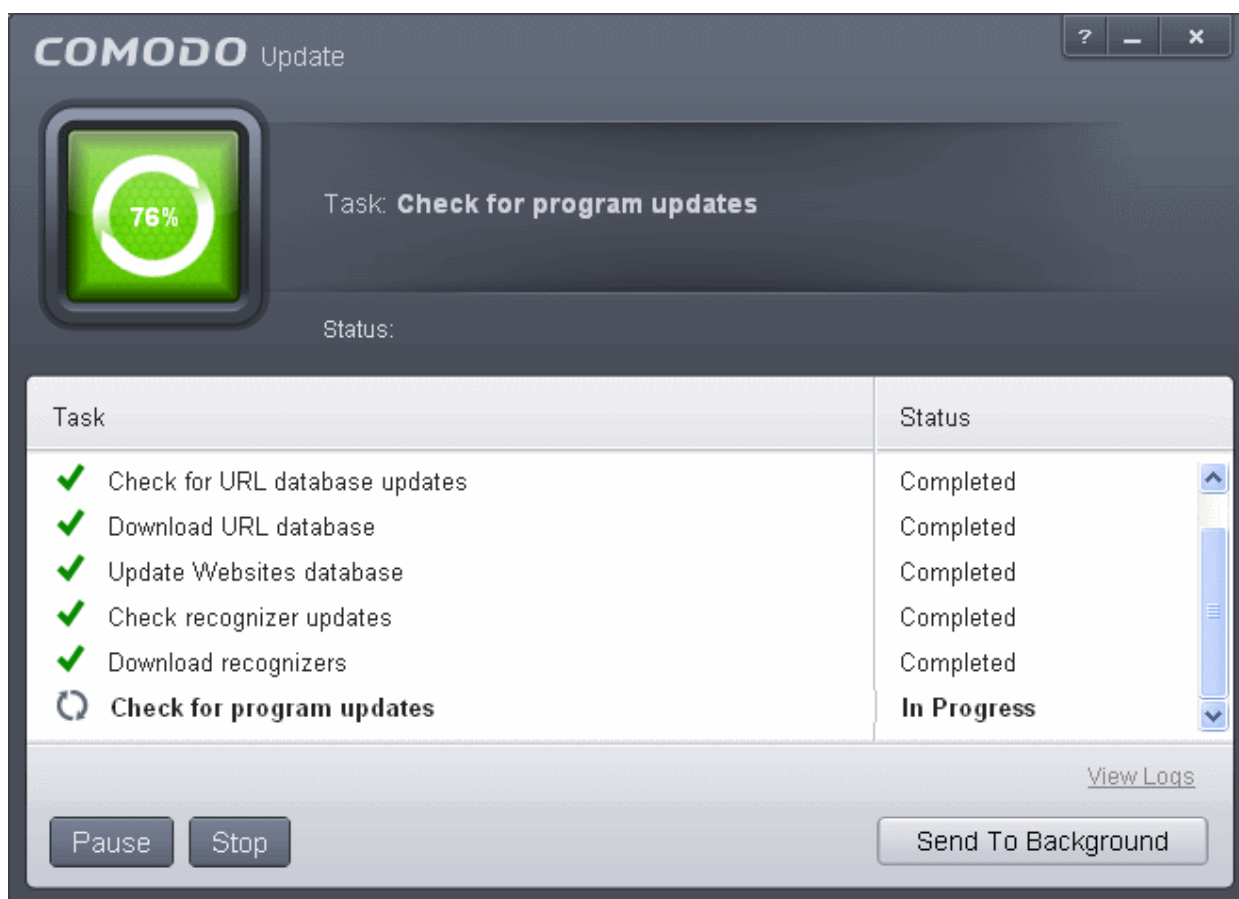 COMODO Update
? – ×
76%
Task: Check for program updates
Status:
Task Status
Check for URL database updates Completed
Download URL database Completed
Update Websites database Completed
Check recognizer updates Completed
Download recognizers Completed
Check for program updates In Progress
View Logs
Pause Stop Send To Background